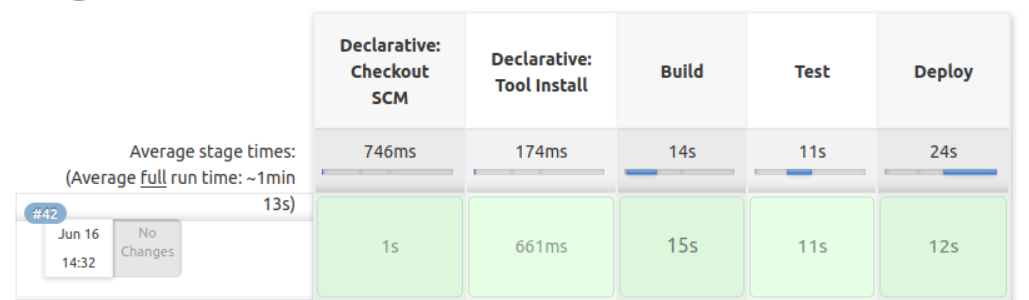 Declarative:
Checkout
SCM
Declarative:
Tool Install
Build
Test
Deploy
Average stage times:
(Average full run time: ~1min
13s)
746ms
174ms
14s
11s
24s
#42
Jun 16
14:32
No
Changes
1s
661ms
15s
11s
12s